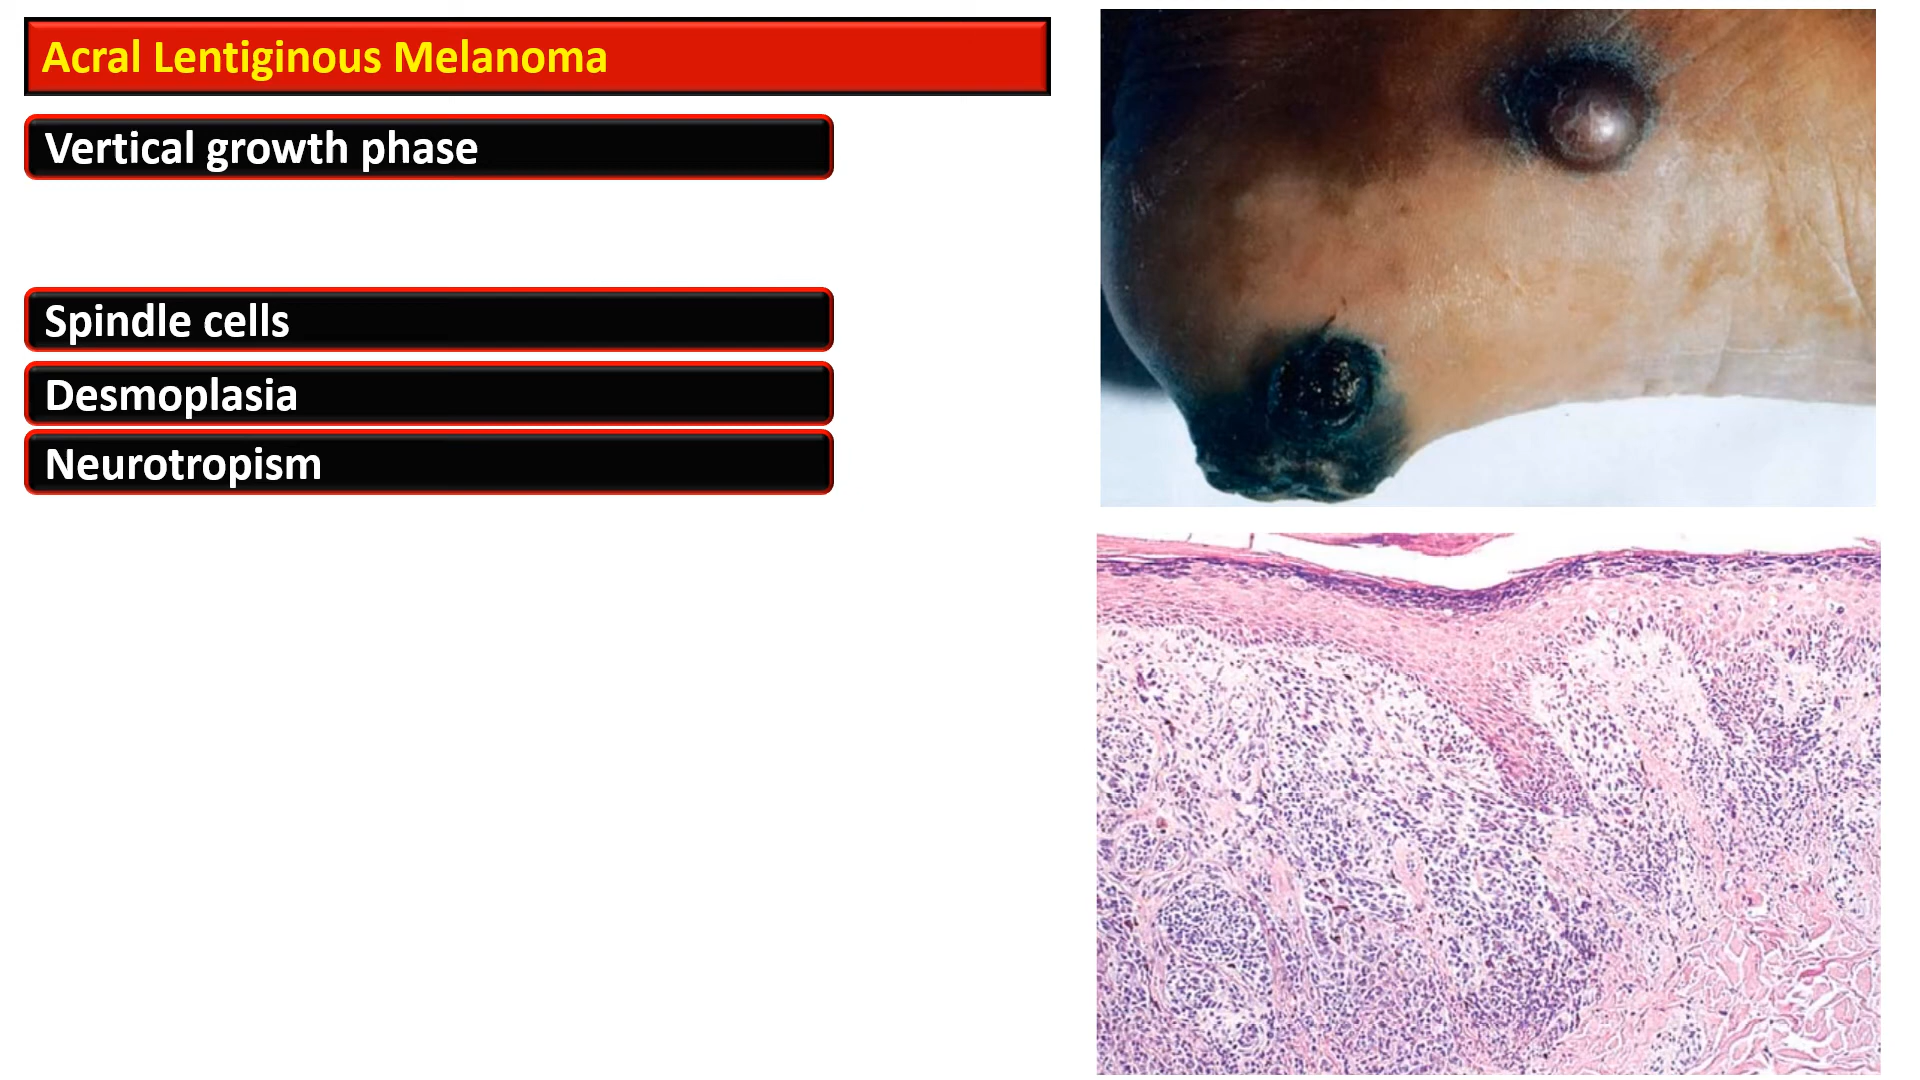 Acral Lentiginous Melanoma
Vertical growth phase
Spindle cells
Desmoplasia
Neurotropism